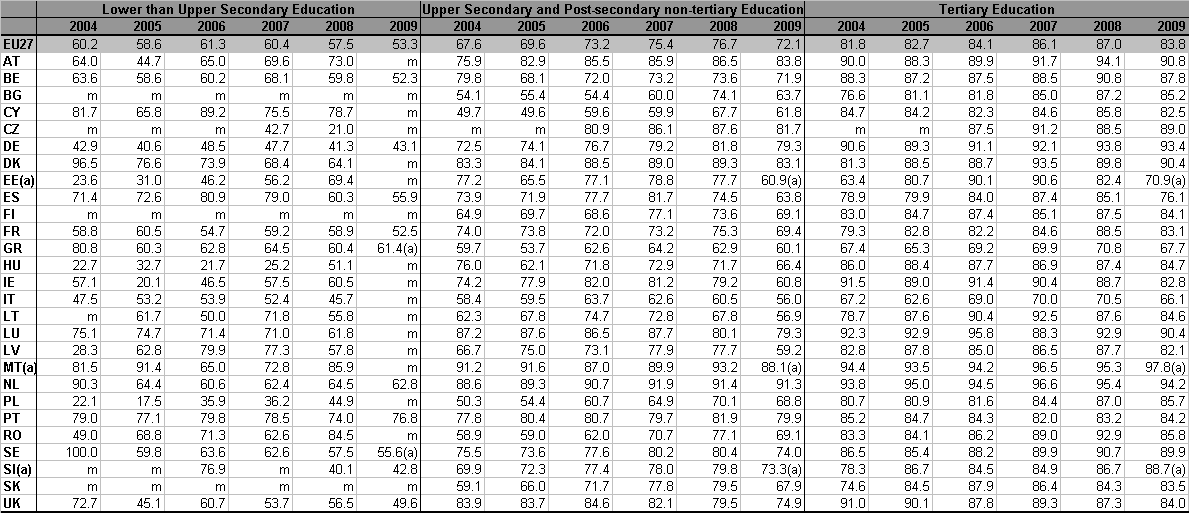 Lower than Upper Secondary Education Upper Secondary and Post-secondary non-tertiary Education Tertiary Education
2004 2005 2006 2007 2008 2009 2004 2005 2006 2007 2008 2009 2004 2005 2006 2007 2008 2009
EU27 60.2 58.6 61.3 60.4 57.5 53.3 67.6 69.6 73.2 75.4 76.7 72.1 81.8 82.7 84.1 86.1 87.0 83.8
AT 64.0 44.7 65.0 69.6 73.0 m 75.9 82.9 85.5 85.9 86.5 83.8 90.0 88.3 89.9 91.7 94.1 90.8
BE 63.6 58.6 60.2 68.1 59.8 52.3 79.8 68.1 72.0 73.2 73.6 71.9 88.3 87.2 87.5 88.5 90.8 87.8
BG m m m m m m 54.1 55.4 54.4 60.0 74.1 63.7 76.6 81.1 81.8 85.0 87.2 85.2
CY 81.7 65.8 89.2 75.5 78.7 m 49.7 49.6 59.6 59.9 67.7 61.8 84.7 84.2 82.3 84.6 85.8 82.5
CZ m m m 42.7 21.0 m m m 80.9 86.1 87.6 81.7 m m 87.5 91.2 88.5 89.0
DE 42.9 40.6 48.5 47.7 41.3 43.1 72.5 74.1 76.7 79.2 81.8 79.3 90.6 89.3 91.1 92.1 93.8 93.4
DK 96.5 76.6 73.9 68.4 64.1 m 83.3 84.1 88.5 89.0 89.3 83.1 81.3 88.5 88.7 93.5 89.8 90.4
EE(a) 23.6 31.0 46.2 56.2 69.4 m 77.2 65.5 77.1 78.8 77.7 60.9(a) 63.4 80.7 90.1 90.6 82.4 70.9(a)
ES 71.4 72.6 80.9 79.0 60.3 55.9 73.9 71.9 77.7 81.7 74.5 63.8 78.9 79.9 84.0 87.4 85.1 76.1
FI m m m m m m 64.9 69.7 68.6 77.1 73.6 69.1 83.0 84.7 87.4 85.1 87.5 84.1
FR 58.8 60.5 54.7 59.2 58.9 52.5 74.0 73.8 72.0 73.2 75.3 69.4 79.3 82.8 82.2 84.6 88.5 83.1
GR 80.8 60.3 62.8 64.5 60.4 61.4(a) 59.7 53.7 62.6 64.2 62.9 60.1 67.4 65.3 69.2 69.9 70.8 67.7
HU 22.7 32.7 21.7 25.2 51.1 m 76.0 62.1 71.8 72.9 71.7 66.4 86.0 88.4 87.7 86.9 87.4 84.7
IE 57.1 20.1 46.5 57.5 60.5 m 74.2 77.9 82.0 81.2 79.2 60.8 91.5 89.0 91.4 90.4 88.7 82.8
IT 47.5 53.2 53.9 52.4 45.7 m 58.4 59.5 63.7 62.6 60.5 56.0 67.2 62.6 69.0 70.0 70.5 66.1
LT m 61.7 50.0 71.8 55.8 m 62.3 67.8 74.7 72.8 67.8 56.9 78.7 87.6 90.4 92.5 87.6 84.6
LU 75.1 74.7 71.4 71.0 61.8 m 87.2 87.6 86.5 87.7 80.1 79.3 92.3 92.9 95.8 88.3 92.9 90.4
LV 28.3 62.8 79.9 77.3 57.8 m 66.7 75.0 73.1 77.9 77.7 59.2 82.8 87.8 85.0 86.5 87.7 82.1
MT(a) 81.5 91.4 65.0 72.8 85.9 m 91.2 91.6 87.0 89.9 93.2 88.1(a) 94.4 93.5 94.2 96.5 95.3 97.8(a)
NL 90.3 64.4 60.6 62.4 64.5 62.8 88.6 89.3 90.7 91.9 91.4 91.3 93.8 95.0 94.5 94.6 95.4 94.2
PL 22.1 17.5 35.9 36.2 44.9 m 50.3 54.4 60.7 64.9 70.1 68.8 80.7 80.9 81.6 84.4 87.0 85.7
PT 79.0 77.1 79.8 78.5 74.0 76.8 77.8 80.4 80.7 79.7 81.9 79.9 85.2 84.7 84.3 82.0 83.2 84.2
RO 49.0 68.8 71.3 62.6 84.5 m 58.9 59.0 62.0 70.7 77.1 69.1 83.3 84.1 86.2 89.0 92.9 85.8
SE 100.0 59.8 63.6 62.6 57.5 55.6(a) 75.5 73.6 77.6 80.2 80.4 74.0 86.5 85.4 88.2 89.9 90.7 89.9
SI(a) m m 76.9 m 40.1 42.8 69.9 72.3 77.4 78.0 79.8 73.3(a) 78.3 86.7 84.5 84.9 86.7 88.7(a)
SK m m m m m m 59.1 66.0 71.7 77.8 79.5 67.9 74.6 84.5 87.9 86.4 84.3 83.5
UK 72.7 45.1 60.7 53.7 56.5 49.6 83.9 83.7 84.6 82.1 79.5 74.9 91.0 90.1 87.8 89.3 87.3 84.0